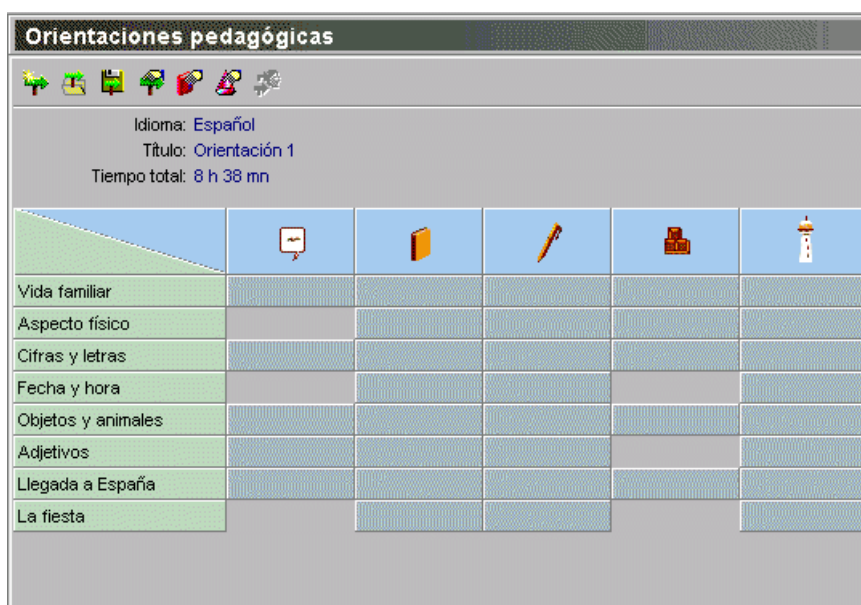 Orientaciones pedagógicas
Idioma: Español
Título: Orientación 1
Tiempo total: 8 h 38 mn
Vida familiar
Aspecto físico
Cifras y letras
Fecha y hora
Objetos y animales
Adjetivos
Llegada a España
La fiesta